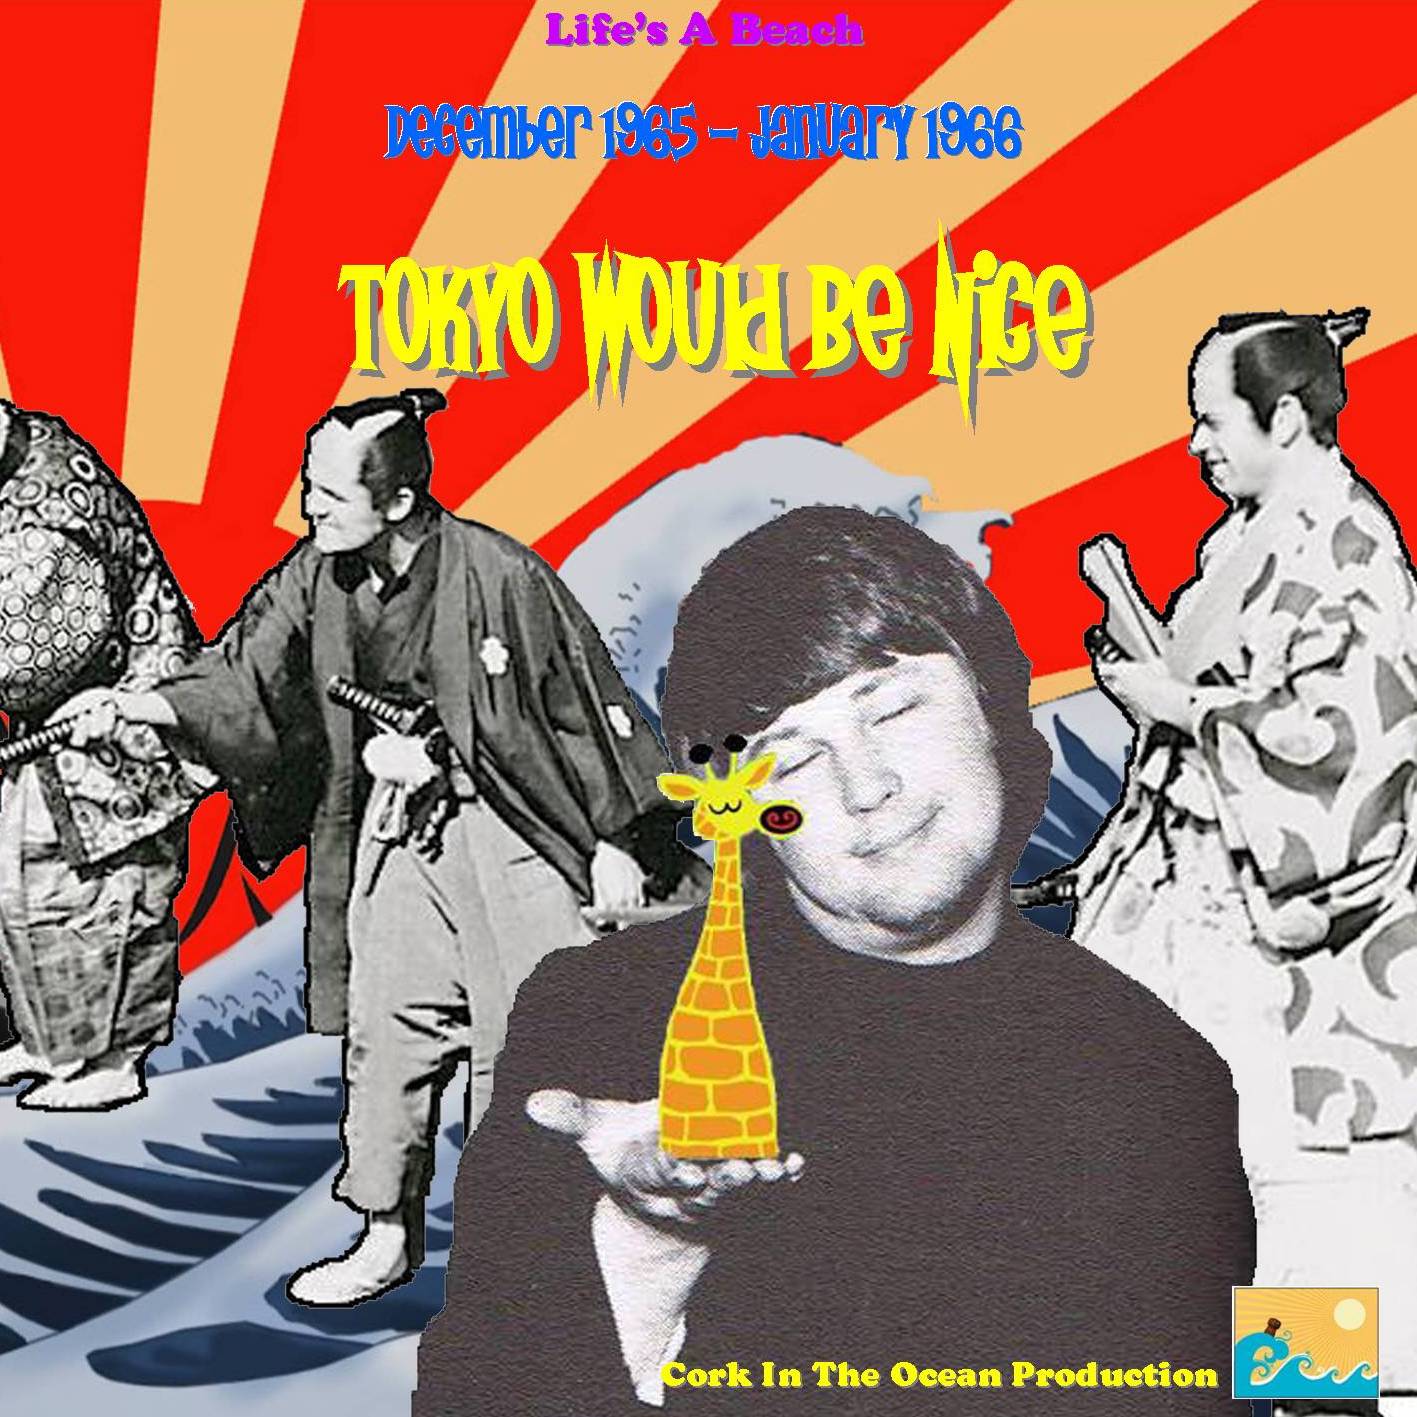 Life's A Beach
December 1965 – January 1966
Tokyo Would Be Nice
Cork In The Ocean Production